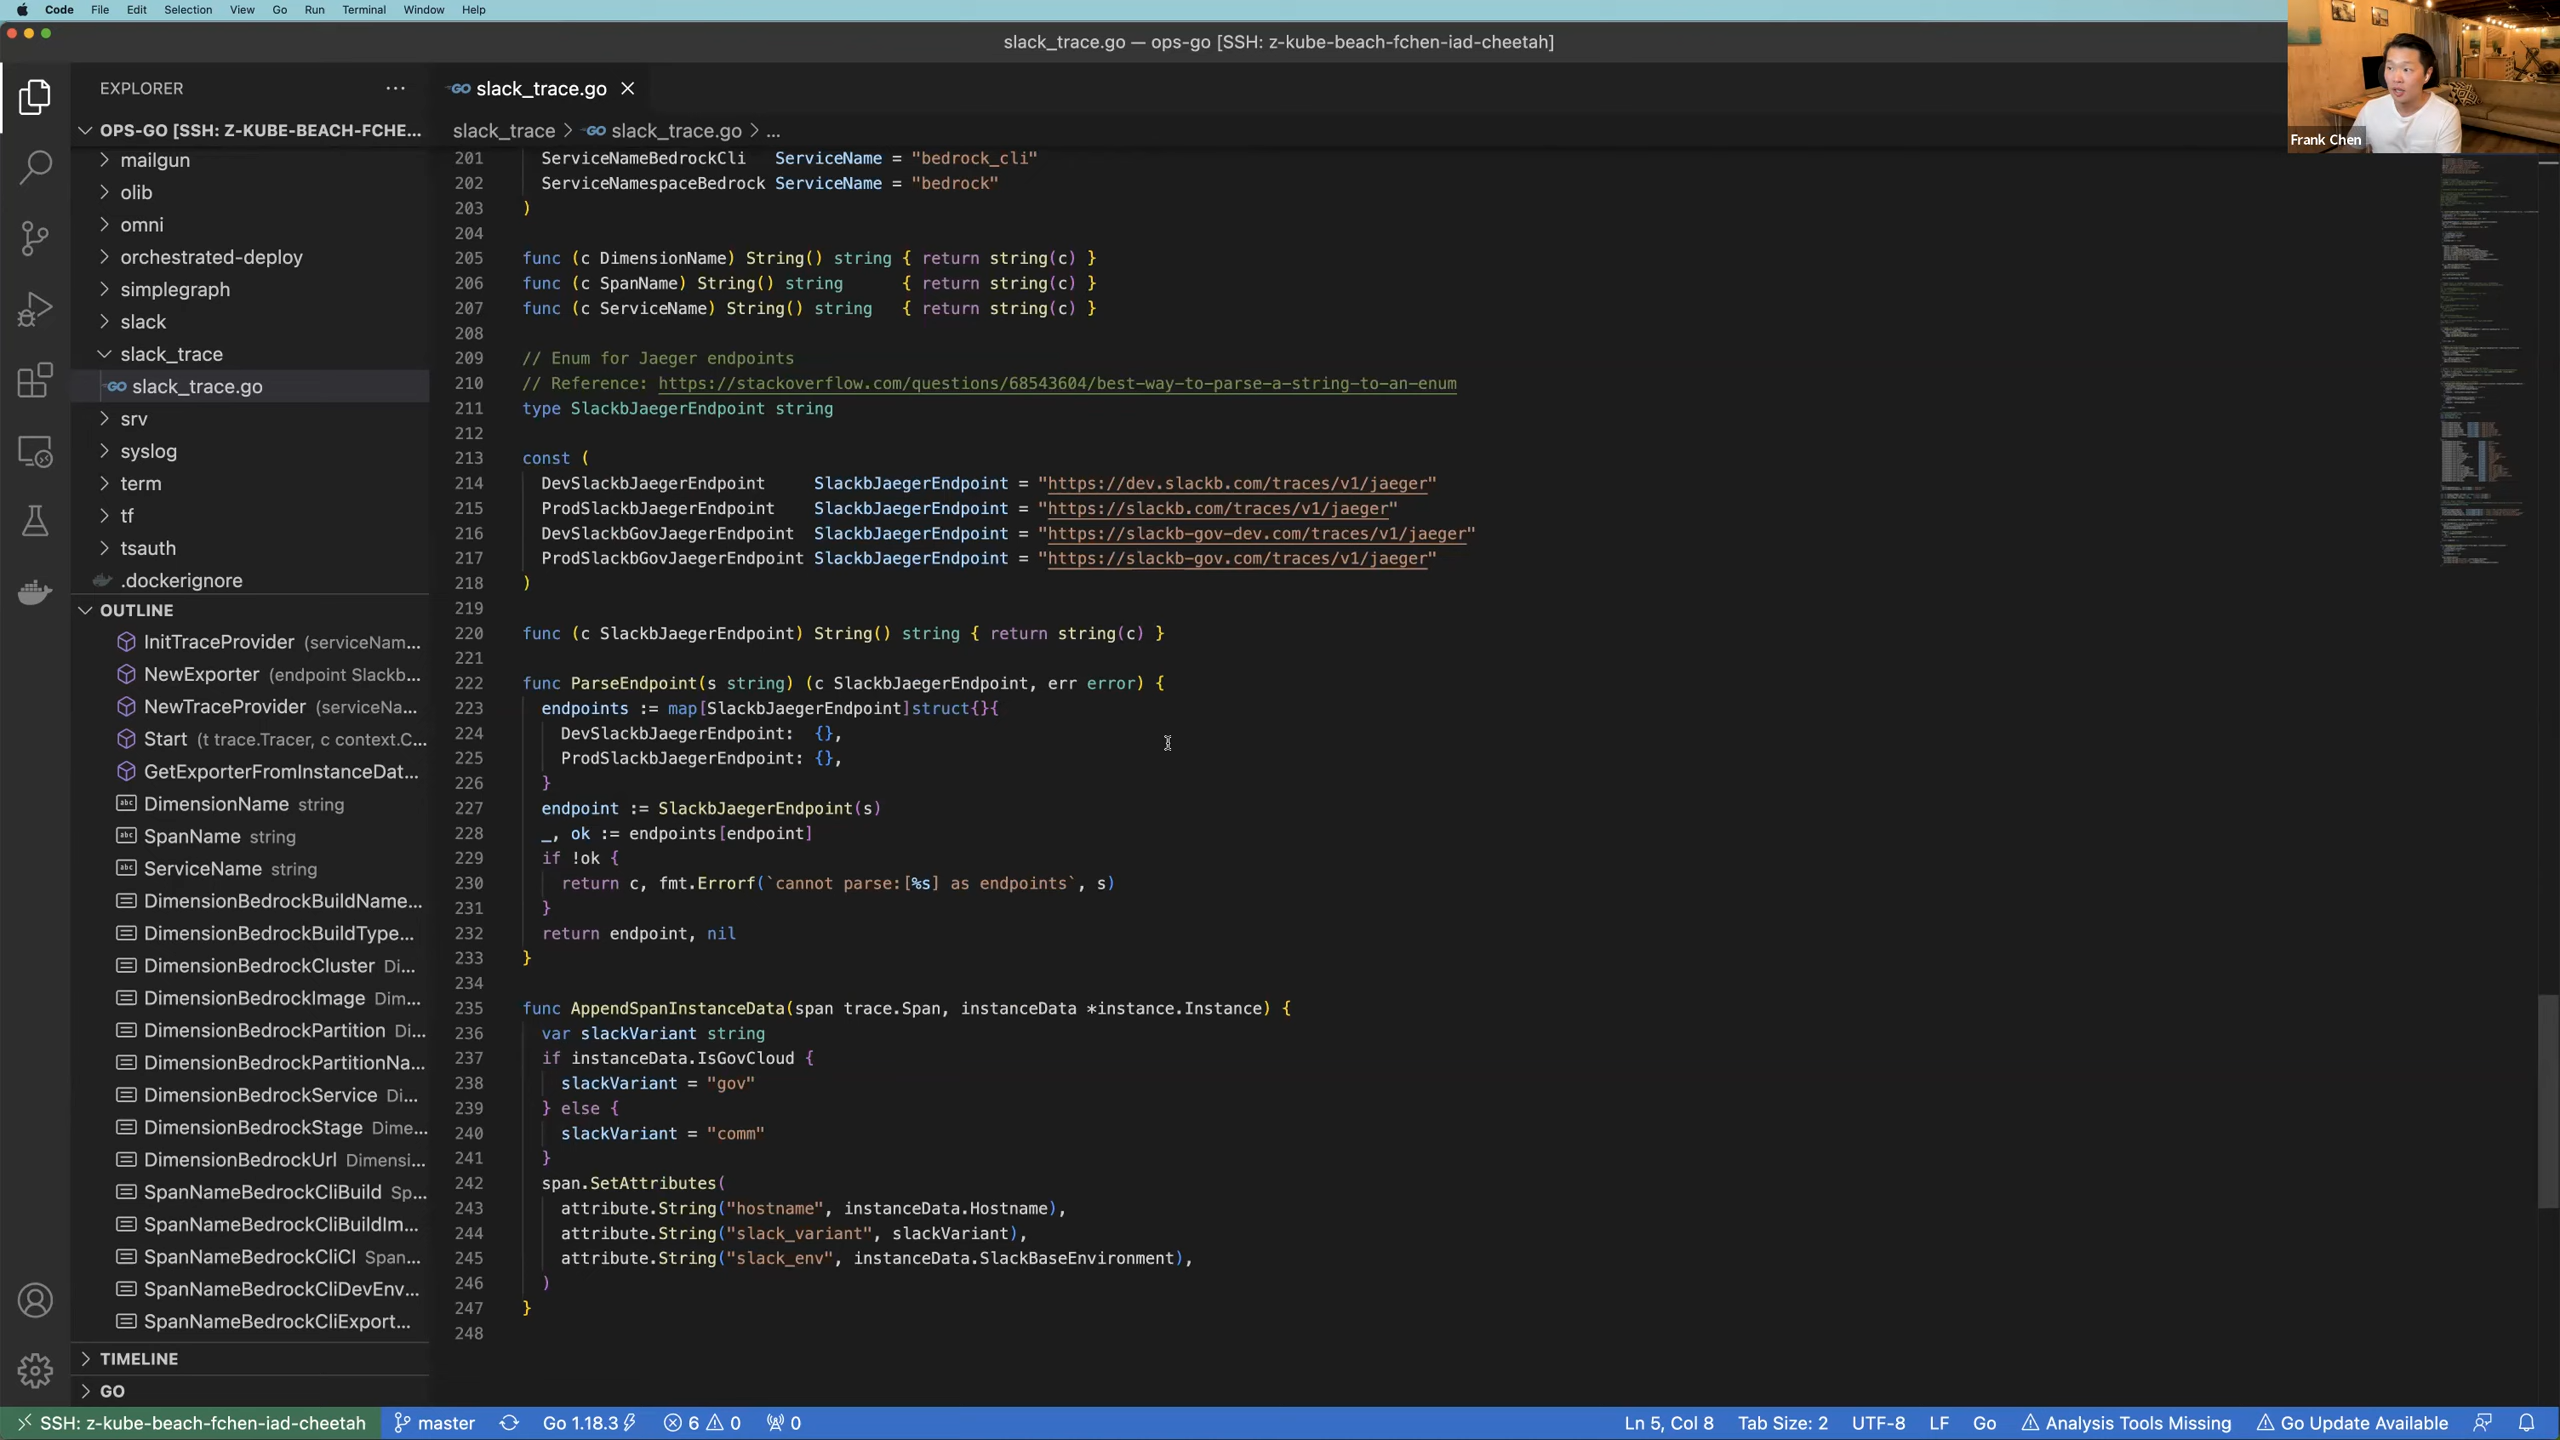 Code File Edit Selection View Go Run Terminal Window Help
slack_trace.go — ops-go [SSH: z-kube-beach-fchen-iad-cheetah]
Frank Chen
EXPLORER ...
GO slack_trace.go ×
OPS-GO [SSH: Z-KUBE-BEACH-FCHE...
slack_trace > GO slack_trace.go > ...
mailgun
olib
omni
orchestrated-deploy
simplegraph
slack
slack_trace
GO slack_trace.go
srv
syslog
term
tf
tsauth
.dockerignore
OUTLINE
InitTraceProvider (serviceNam...
NewExporter (endpoint Slackb...
NewTraceProvider (serviceNa...
Start (t trace.Tracer, c context.C...
GetExporterFromInstanceDat...
abc DimensionName string
abc SpanName string
abc ServiceName string
DimensionBedrockBuildName...
DimensionBedrockBuildType...
DimensionBedrockCluster Di...
DimensionBedrockImage Dim...
DimensionBedrockPartition Di...
DimensionBedrockPartitionNa...
DimensionBedrockService Di...
DimensionBedrockStage Dime...
DimensionBedrockUrl Dimensi...
SpanNameBedrockCliBuild Sp...
SpanNameBedrockCliBuildIm...
SpanNameBedrockCliCI Span...
SpanNameBedrockCliDevEnv...
SpanNameBedrockCliExport...
TIMELINE
GO
201 ServiceNameBedrockCli ServiceName = "bedrock_cli"
202 ServiceNamespaceBedrock ServiceName = "bedrock"
203 )
204
205 func (c DimensionName) String() string { return string(c) }
206 func (c SpanName) String() string { return string(c) }
207 func (c ServiceName) String() string { return string(c) }
208
209 // Enum for Jaeger endpoints
210 // Reference: https://stackoverflow.com/questions/68543604/best-way-to-parse-a-string-to-an-enum
211 type SlackbJaegerEndpoint string
212
213 const (
214 DevSlackbJaegerEndpoint SlackbJaegerEndpoint = "https://dev.slackb.com/traces/v1/jaeger"
215 ProdSlackbJaegerEndpoint SlackbJaegerEndpoint = "https://slackb.com/traces/v1/jaeger"
216 DevSlackbGovJaegerEndpoint SlackbJaegerEndpoint = "https://slackb-gov-dev.com/traces/v1/jaeger"
217 ProdSlackbGovJaegerEndpoint SlackbJaegerEndpoint = "https://slackb-gov.com/traces/v1/jaeger"
218 )
219
220 func (c SlackbJaegerEndpoint) String() string { return string(c) }
221
222 func ParseEndpoint(s string) (c SlackbJaegerEndpoint, err error) {
223 endpoints := map[SlackbJaegerEndpoint]struct{}{
224 DevSlackbJaegerEndpoint: {},
225 ProdSlackbJaegerEndpoint: {},
226 }
227 endpoint := SlackbJaegerEndpoint(s)
228 _, ok := endpoints[endpoint]
229 if !ok {
230 return c, fmt.Errorf(`cannot parse:[%s] as endpoints`, s)
231 }
232 return endpoint, nil
233 }
234
235 func AppendSpanInstanceData(span trace.Span, instanceData *instance.Instance) {
236 var slackVariant string
237 if instanceData.IsGovCloud {
238 slackVariant = "gov"
239 } else {
240 slackVariant = "comm"
241 }
242 span.SetAttributes(
243 attribute.String("hostname", instanceData.Hostname),
244 attribute.String("slack_variant", slackVariant),
245 attribute.String("slack_env", instanceData.SlackBaseEnvironment),
246 )
247 }
248
SSH: z-kube-beach-fchen-iad-cheetah master Go 1.18.3 6 0 0 Ln 5, Col 8 Tab Size: 2 UTF-8 LF Go Analysis Tools Missing Go Update Available